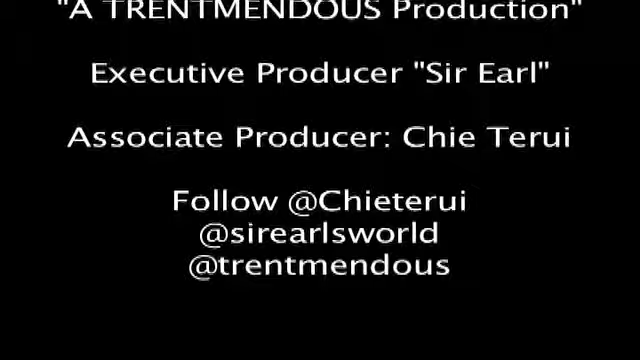 "A TRENTMENDOUS Production"
Executive Producer "Sir Earl"
Associate Producer: Chie Terui
Follow @Chieterui
@sirearlsworld
@trentmendous